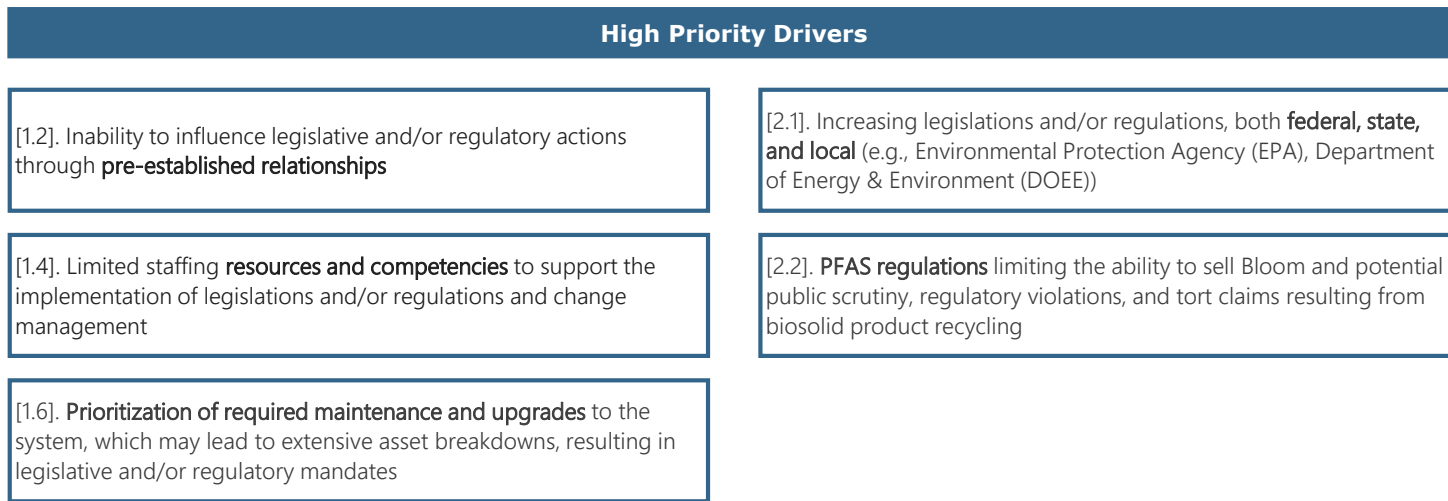 High Priority Drivers
[1.2]. Inability to influence legislative and/or regulatory actions
through pre-established relationships
[1.4]. Limited staffing resources and competencies to support the
implementation of legislations and/or regulations and change
management
[1.6]. Prioritization of required maintenance and upgrades to the
system, which may lead to extensive asset breakdowns, resulting in
legislative and/or regulatory mandates
[2.1]. Increasing legislations and/or regulations, both federal, state,
and local (e.g., Environmental Protection Agency (EPA), Department
of Energy & Environment (DOEE))
[2.2]. PFAS regulations limiting the ability to sell Bloom and potential
public scrutiny, regulatory violations, and tort claims resulting from
biosolid product recycling